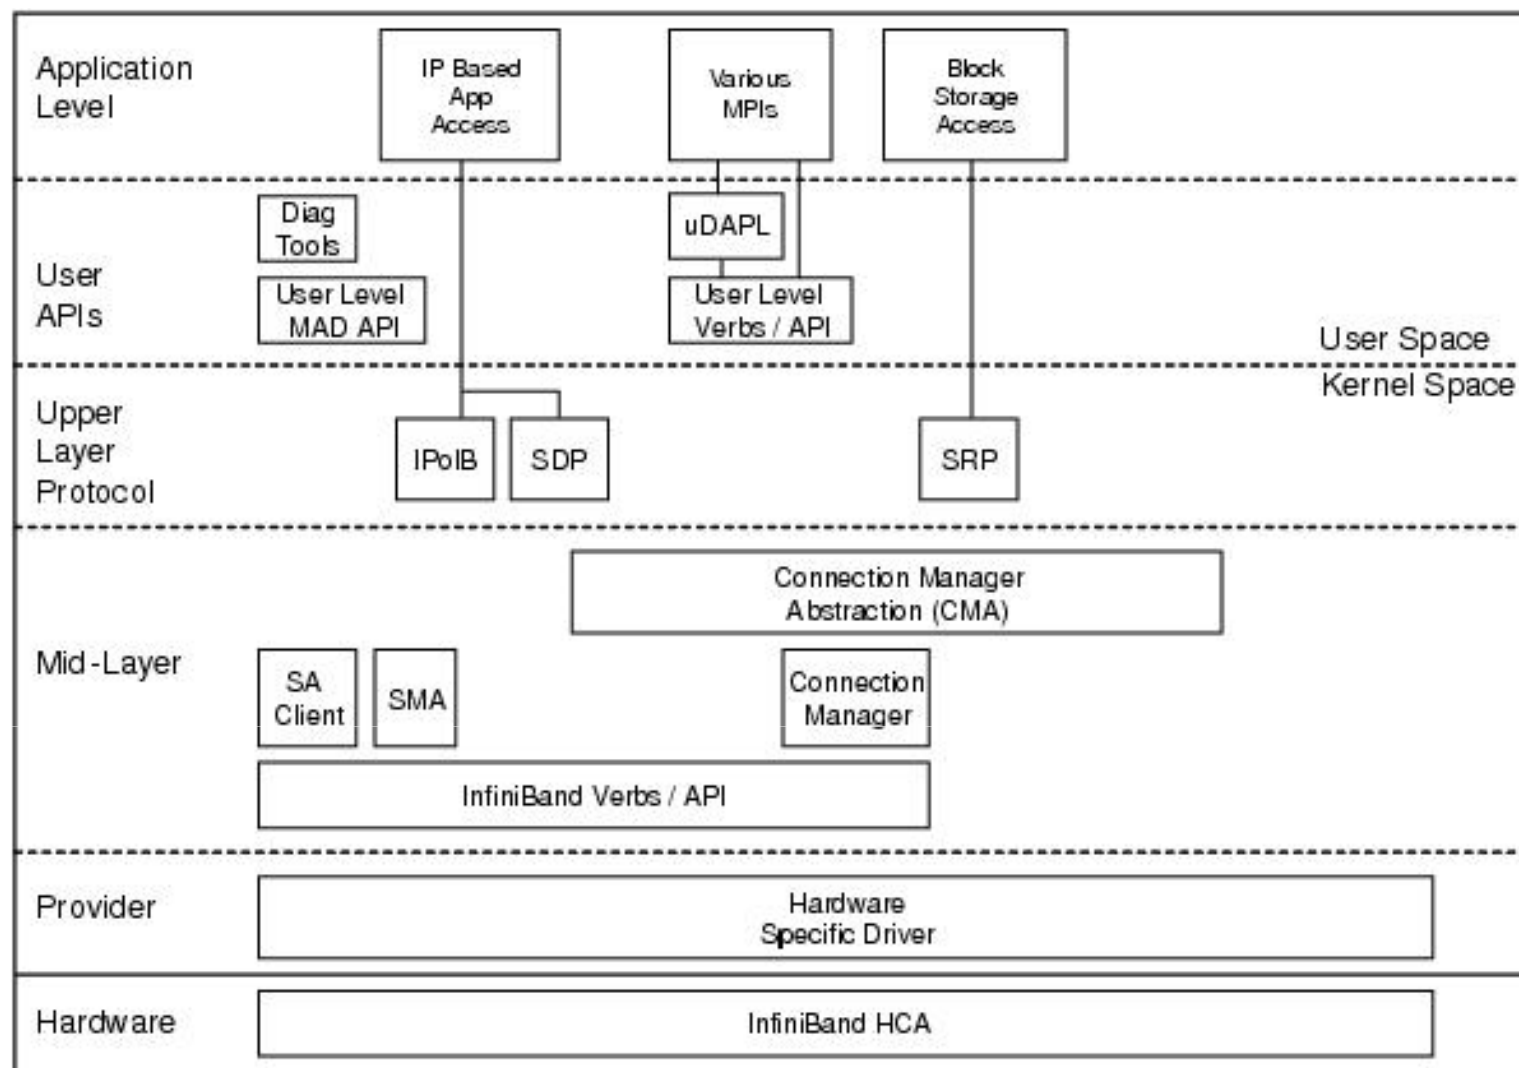 Application
Level
IP Based
App
Access
Various
MPIs
Block
Storage
Access
User
APIs
Diag
Tools
User Level
MAD API
uDAPL
User Level
Verbs / API
User Space
Kernel Space
Upper
Layer
Protocol
IPoIB
SDP
SRP
Mid-Layer
Connection Manager
Abstraction (CMA)
SA
Client
SMA
Connection
Manager
InfiniBand Verbs / API
Provider
Hardware
Specific Driver
Hardware
InfiniBand HCA